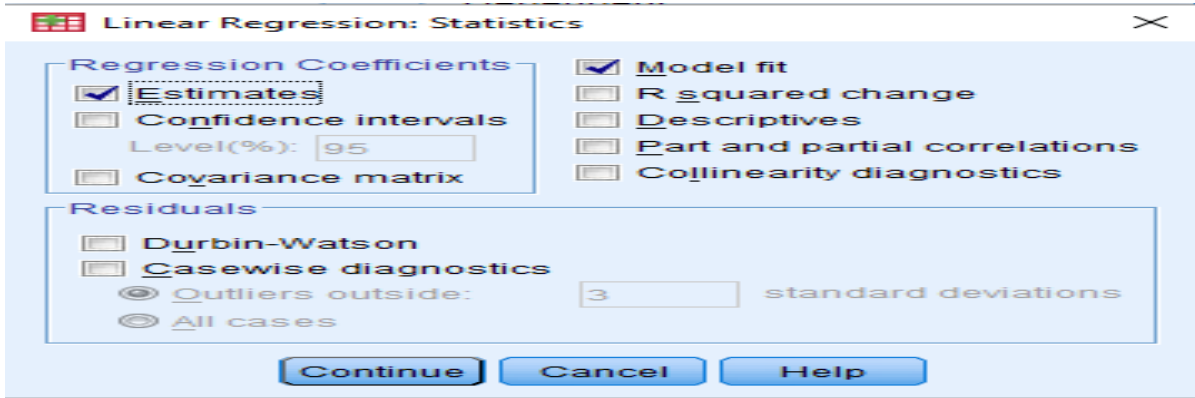 Linear Regression: Statistics
Regression Coefficients
Estimates
Confidence intervals
Level(%): 95
Covariance matrix
Model fit
R squared change
Descriptives
Part and partial correlations
Collinearity diagnostics
Residuals
Durbin-Watson
Casewise diagnostics
Outliers outside: 3 standard deviations
All cases
Continue Cancel Help